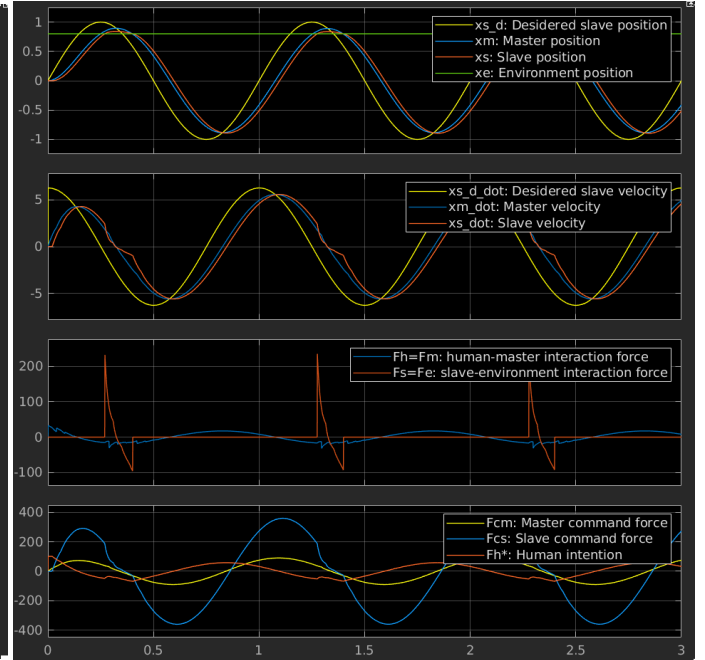 xs_d: Desidered slave position
xm: Master position
xs: Slave position
xe: Environment position
1
0.5
0
-0.5
-1
xs_d_dot: Desidered slave velocity
xm_dot: Master velocity
xs_dot: Slave velocity
5
0
-5
Fh=Fm: human-master interaction force
Fs=Fe: slave-environment interaction force
200
100
0
-100
Fcm: Master command force
Fcs: Slave command force
Fh*: Human intention
400
200
0
-200
-400
0 0.5 1 1.5 2 2.5 3